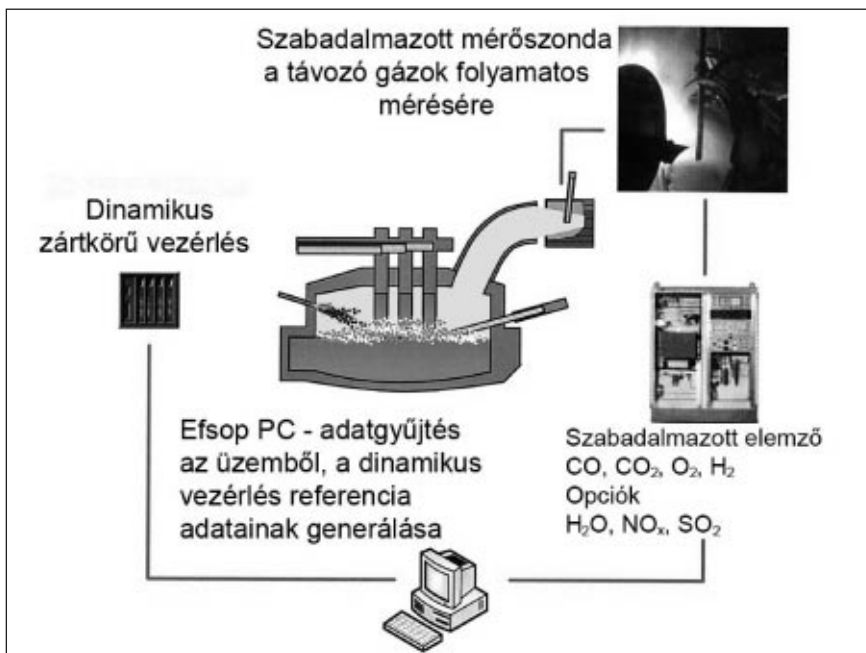 Szabadalmazott mérőszonda
a távozó gázok folyamatos
mérésére
Dinamikus
zártkörű vezérlés
Efsop PC - adatgyűjtés
az üzemből, a dinamikus
vezérlés referencia
adatainak generálása
Szabadalmazott elemző
CO, CO₂, O₂, H₂
Opciók
H₂O, NOₓ, SO₂